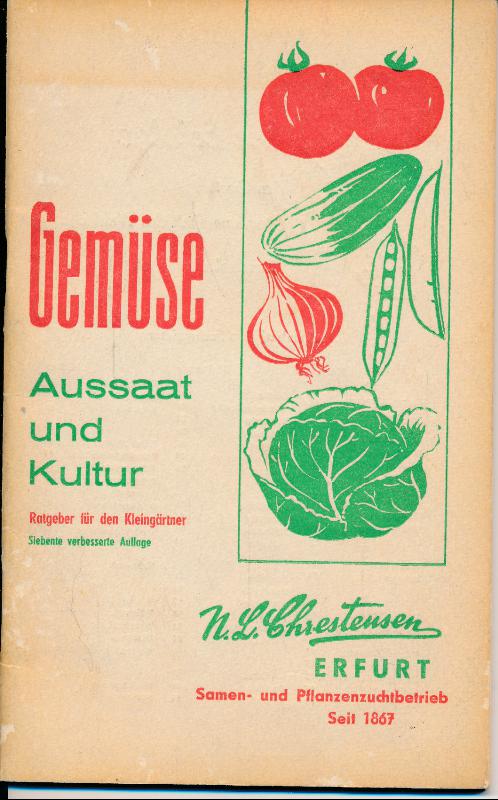 Gemüse
Aussaat
und
Kultur
Ratgeber für den Kleingärtner
Siebente verbesserte Auflage
N.L. Chrestensen
ERFURT
Samen- und Pflanzenzuchtbetrieb
Seit 1867